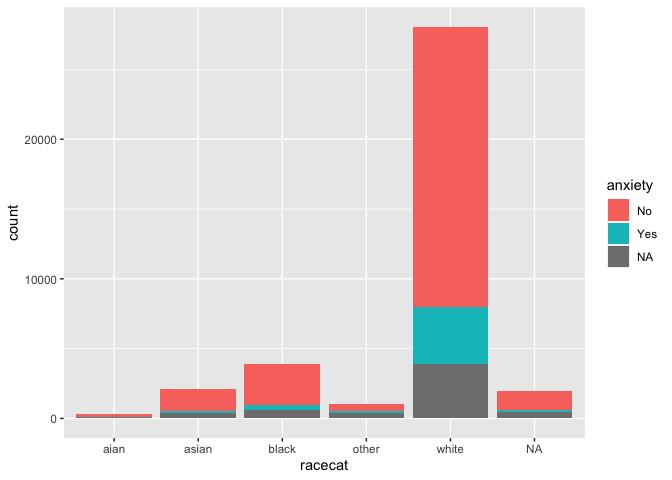 20000
10000
0
count
aian asian black other white NA
racecat
anxiety
No
Yes
NA